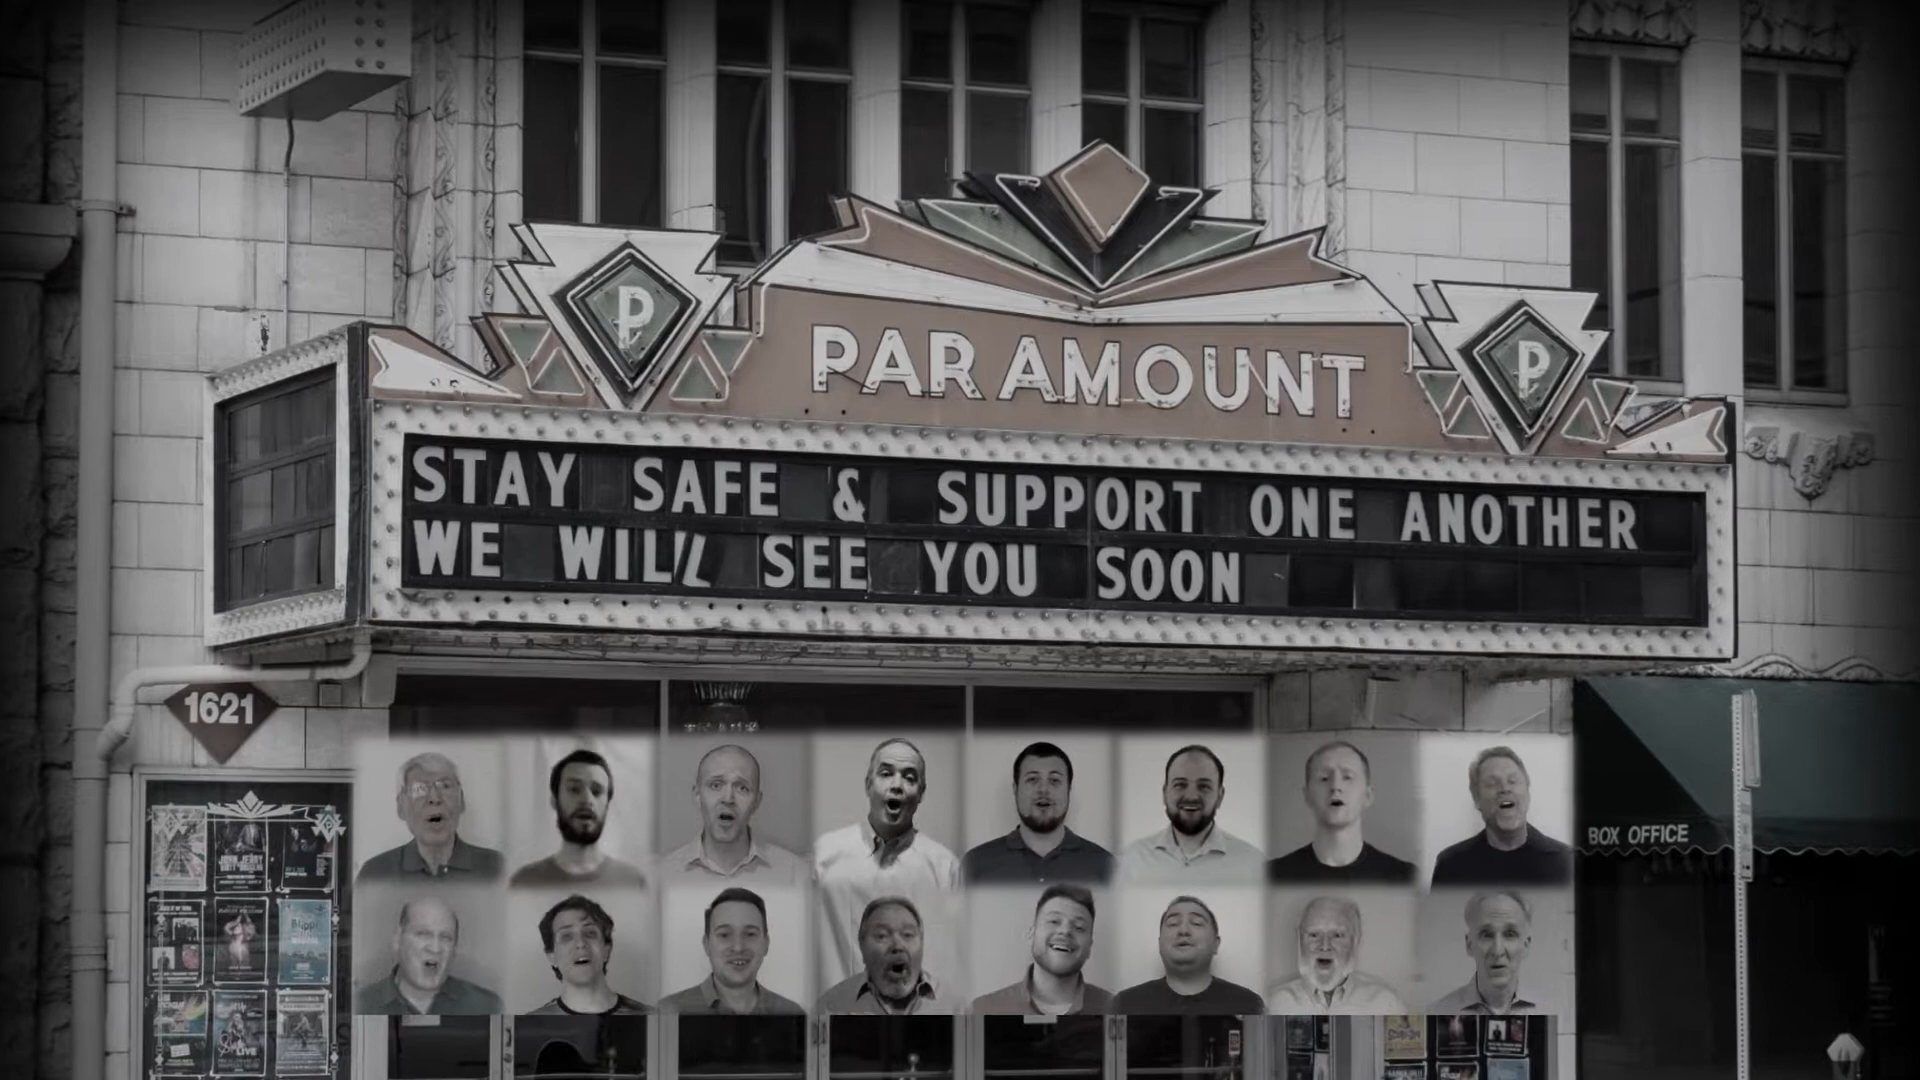 P
PARAMOUNT
P
STAY SAFE & SUPPORT ONE ANOTHER
WE WILL SEE YOU SOON
1621
BOX OFFICE